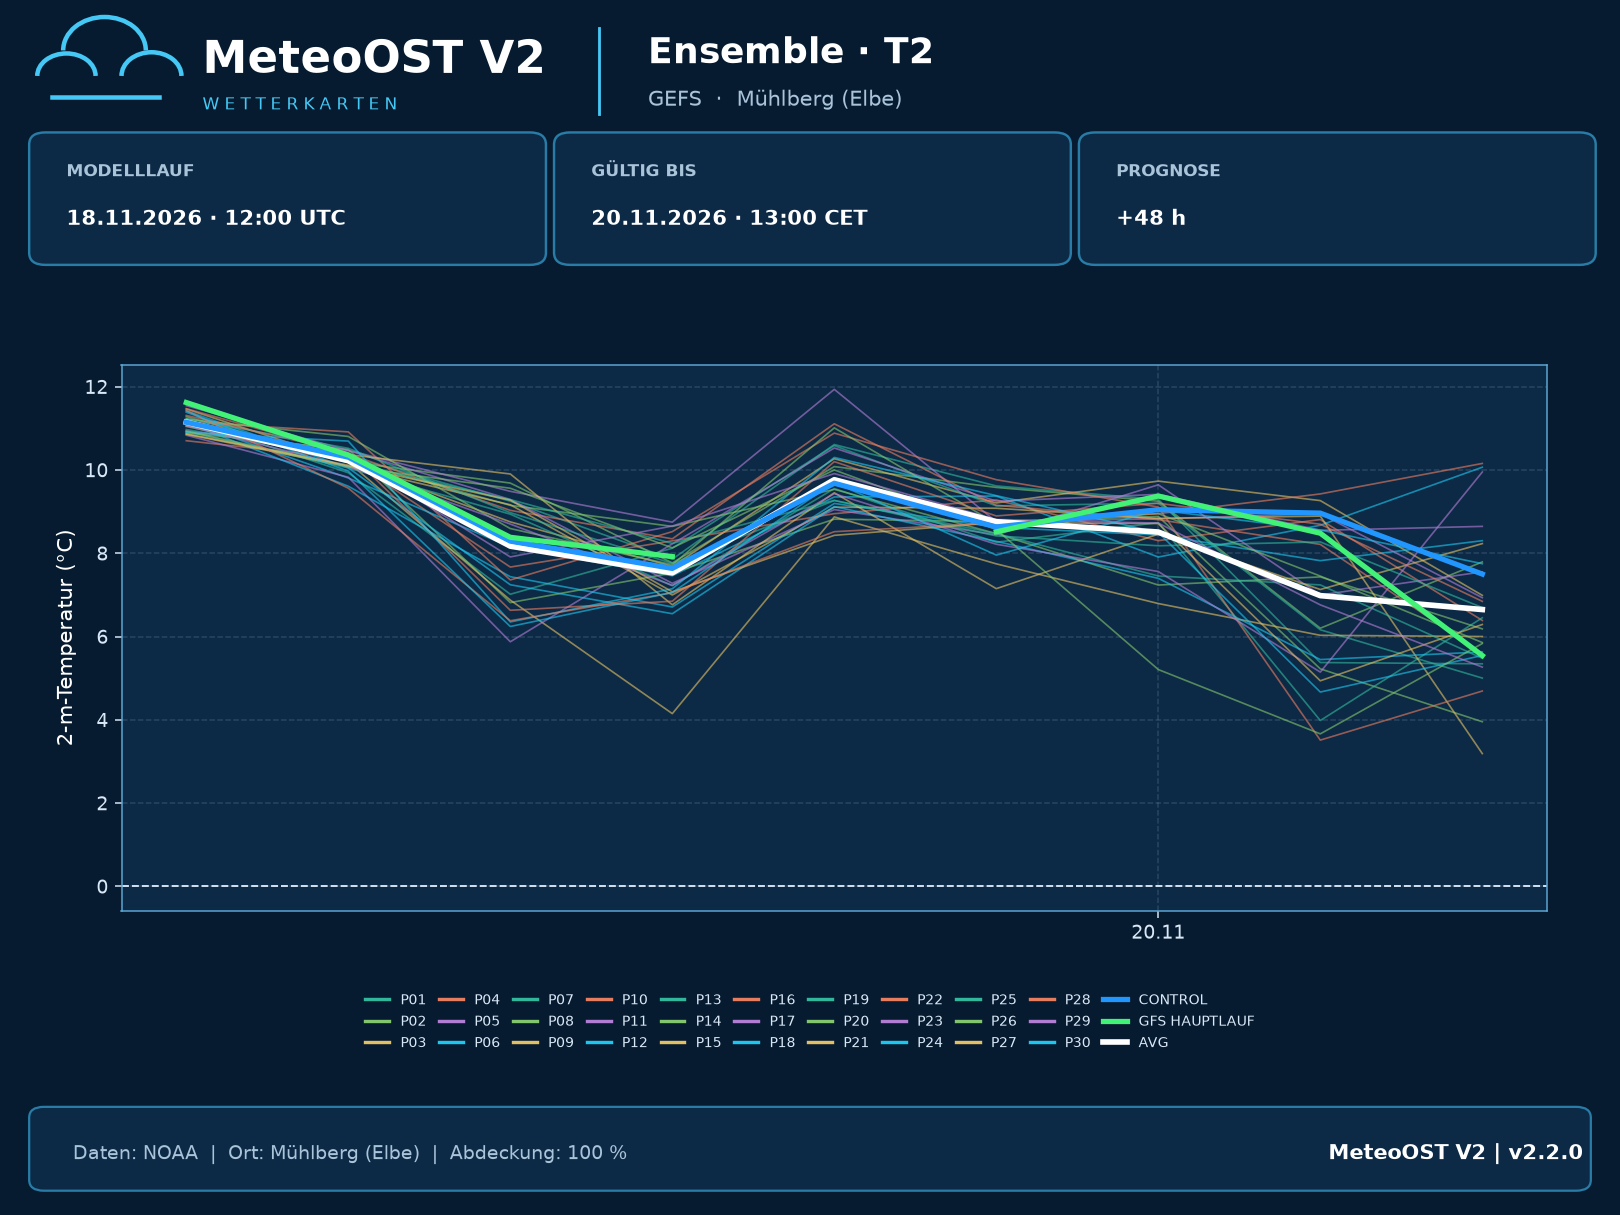 MeteoOST V2
WETTERKARTEN
Ensemble · T2
GEFS · Mühlberg (Elbe)
MODELLLAUF
18.11.2026 · 12:00 UTC
GÜLTIG BIS
20.11.2026 · 13:00 CET
PROGNOSE
+48 h
2-m-Temperatur (°C)
12
10
8
6
4
2
0
20.11
P01 P04 P07 P10 P13 P16 P19 P22 P25 P28 CONTROL
P02 P05 P08 P11 P14 P17 P20 P23 P26 P29 GFS HAUPTLAUF
P03 P06 P09 P12 P15 P18 P21 P24 P27 P30 AVG
Daten: NOAA | Ort: Mühlberg (Elbe) | Abdeckung: 100 %
MeteoOST V2 | v2.2.0